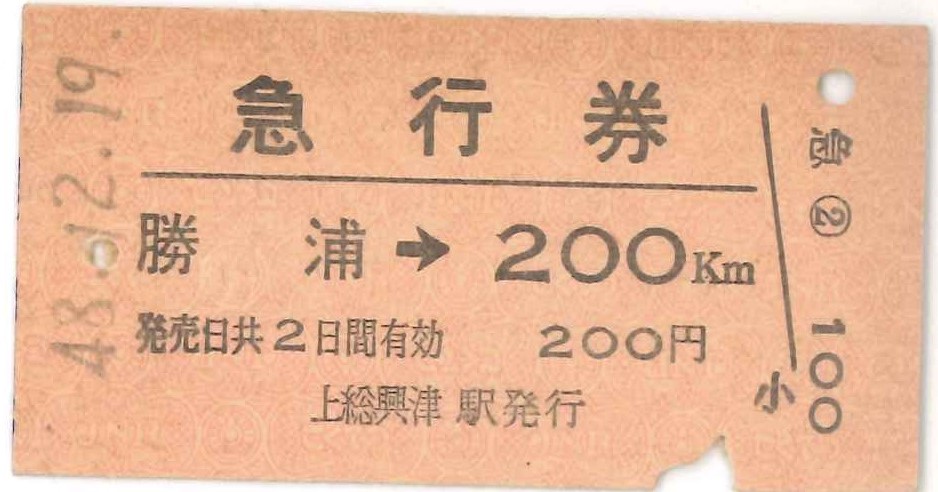 48.12.19.
急行券
勝浦➔200Km
発売日共2日間有効 200円
上総興津駅発行
小
急②
100